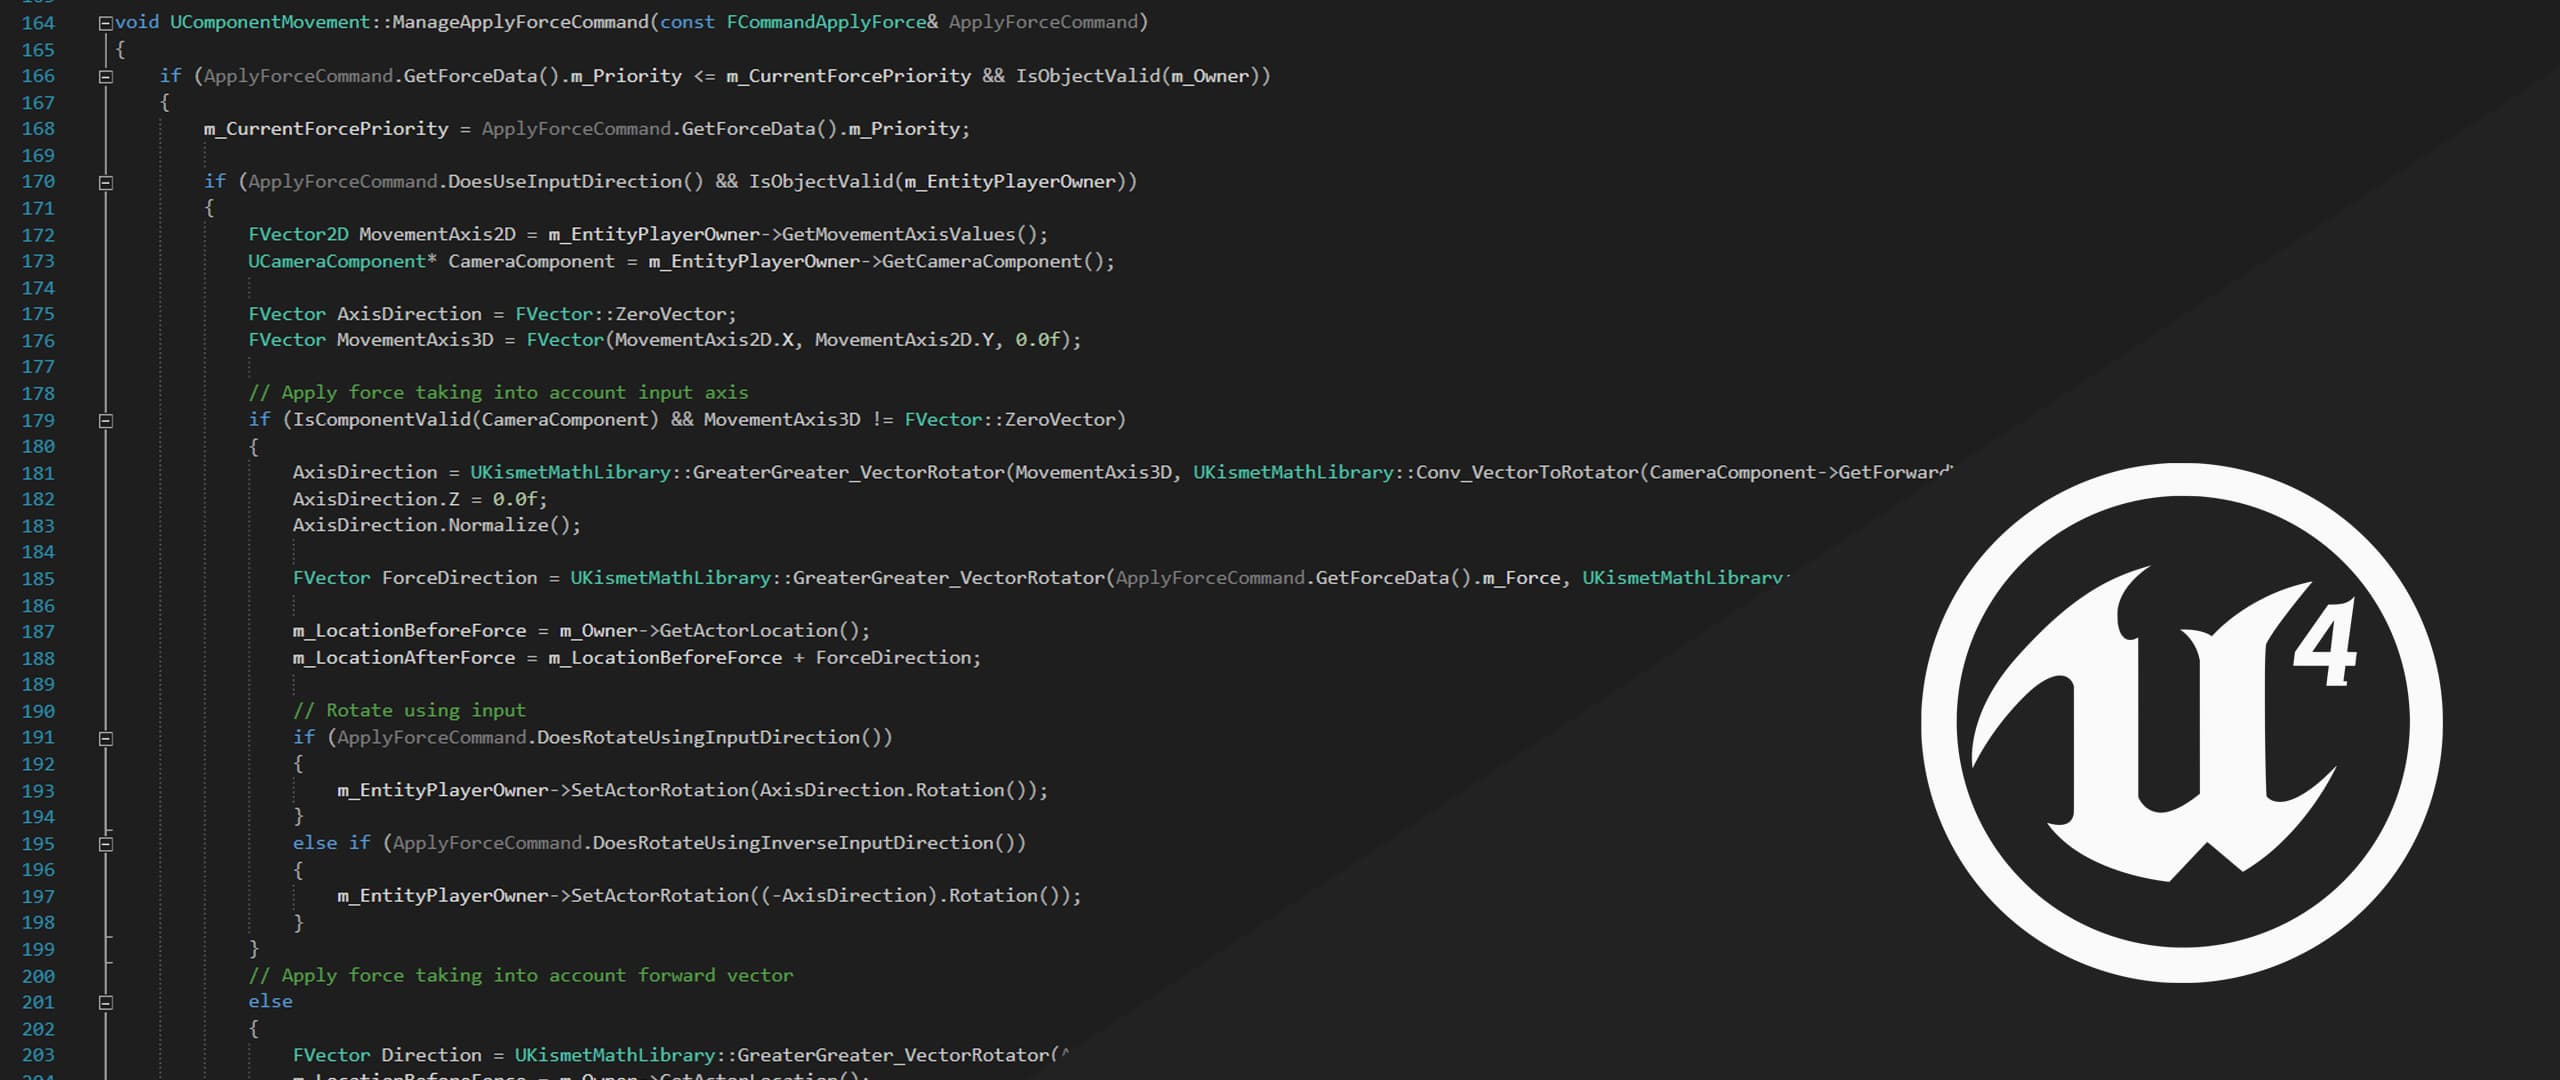 164 void UComponentMovement::ManageApplyForceCommand(const FCommandApplyForce& ApplyForceCommand)
165 {
166 if (ApplyForceCommand.GetForceData().m_Priority <= m_CurrentForcePriority && IsObjectValid(m_Owner))
167 {
168 m_CurrentForcePriority = ApplyForceCommand.GetForceData().m_Priority;
169
170 if (ApplyForceCommand.DoesUseInputDirection() && IsObjectValid(m_EntityPlayerOwner))
171 {
172 FVector2D MovementAxis2D = m_EntityPlayerOwner->GetMovementAxisValues();
173 UCameraComponent* CameraComponent = m_EntityPlayerOwner->GetCameraComponent();
174
175 FVector AxisDirection = FVector::ZeroVector;
176 FVector MovementAxis3D = FVector(MovementAxis2D.X, MovementAxis2D.Y, 0.0f);
177
178 // Apply force taking into account input axis
179 if (IsComponentValid(CameraComponent) && MovementAxis3D != FVector::ZeroVector)
180 {
181 AxisDirection = UKismetMathLibrary::GreaterGreater_VectorRotator(MovementAxis3D, UKismetMathLibrary::Conv_VectorToRotator(CameraComponent->GetForward
182 AxisDirection.Z = 0.0f;
183 AxisDirection.Normalize();
184
185 FVector ForceDirection = UKismetMathLibrary::GreaterGreater_VectorRotator(ApplyForceCommand.GetForceData().m_Force, UKismetMathLibrary
186
187 m_LocationBeforeForce = m_Owner->GetActorLocation();
188 m_LocationAfterForce = m_LocationBeforeForce + ForceDirection;
189
190 // Rotate using input
191 if (ApplyForceCommand.DoesRotateUsingInputDirection())
192 {
193 m_EntityPlayerOwner->SetActorRotation(AxisDirection.Rotation());
194 }
195 else if (ApplyForceCommand.DoesRotateUsingInverseInputDirection())
196 {
197 m_EntityPlayerOwner->SetActorRotation((-AxisDirection).Rotation());
198 }
199 }
200 // Apply force taking into account forward vector
201 else
202 {
203 FVector Direction = UKismetMathLibrary::GreaterGreater_VectorRotator(
m_LocationBeforeForce = m_Owner->GetActorLocation();
U4